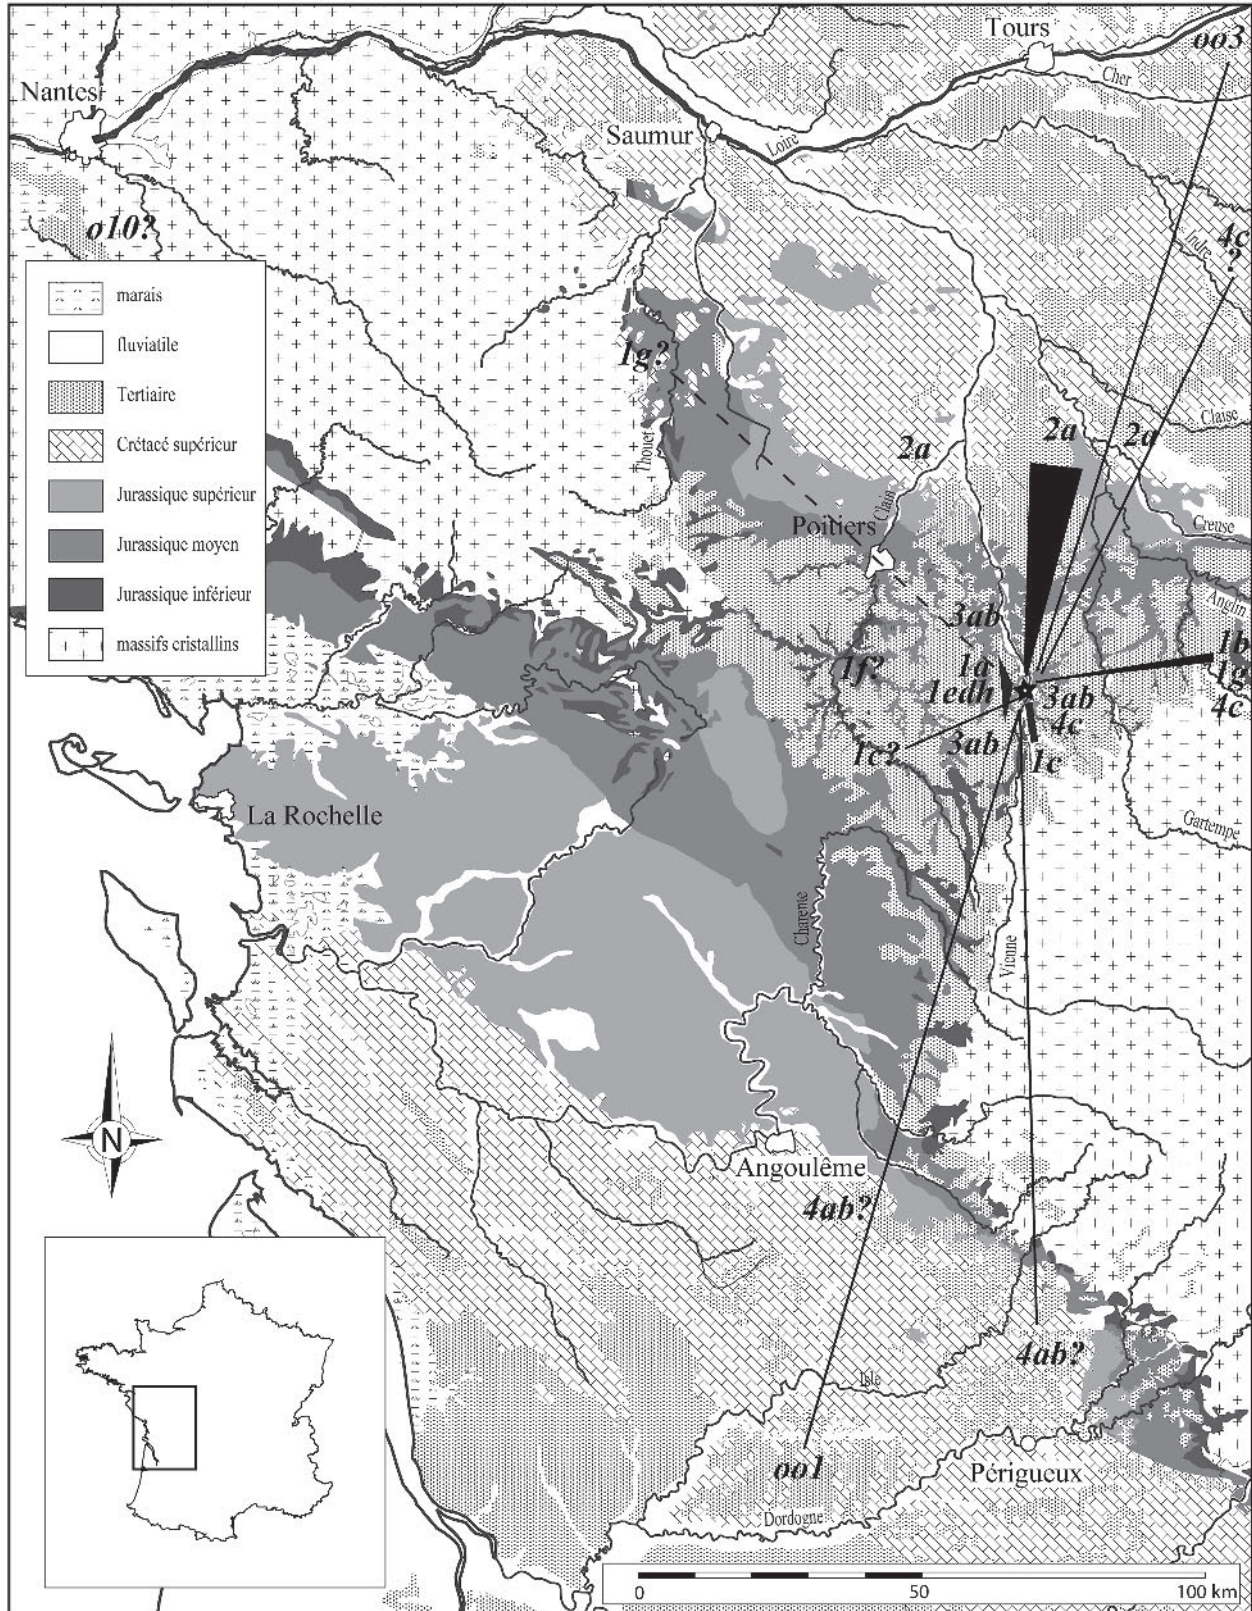 Tours
oo3
Cher
Nantes
Saumur
Loire
o10?
4c
?
Indre
marais
fluviatile
Tertiaire
Crétacé supérieur
Jurassique supérieur
Jurassique moyen
Jurassique inférieur
massifs cristallins
1g?
Thouet
2a
2a
2a
Claise
Clain
Creuse
Poitiers
Anglin
3ab
1b
1g
4c
1a
1edh
1f?
3ab
4c
3ab
1c?
1c
La Rochelle
Gartempe
Charente
Vienne
N
Angoulême
4ab?
4ab?
Isle
oo1
Périgueux
Dordogne
0
50
100 km